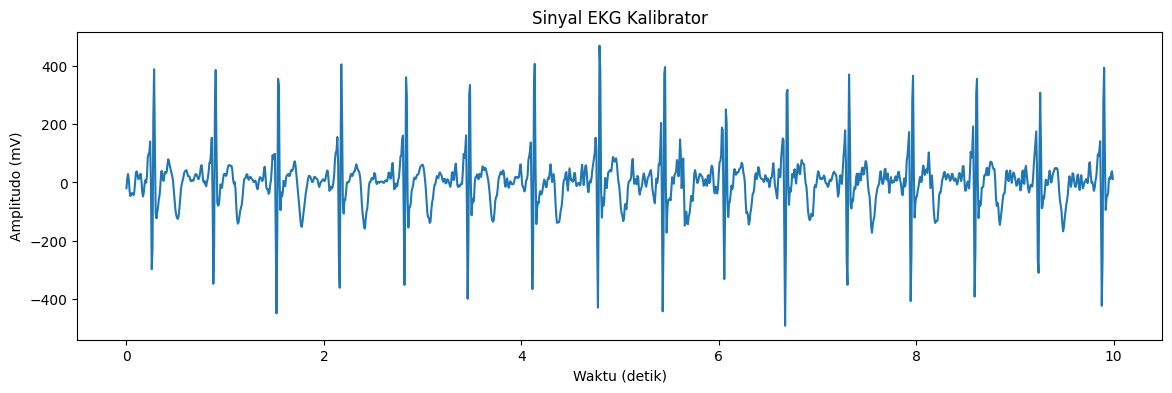 Sinyal EKG Kalibrator
Amplitudo (mV)
400
200
0
−200
−400
0 2 4 6 8 10
Waktu (detik)